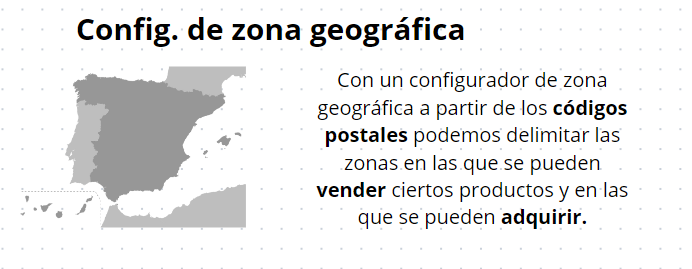 Config. de zona geográfica
Con un configurador de zona
geográfica a partir de los códigos
postales podemos delimitar las
zonas en las que se pueden
vender ciertos productos y en las
que se pueden adquirir.